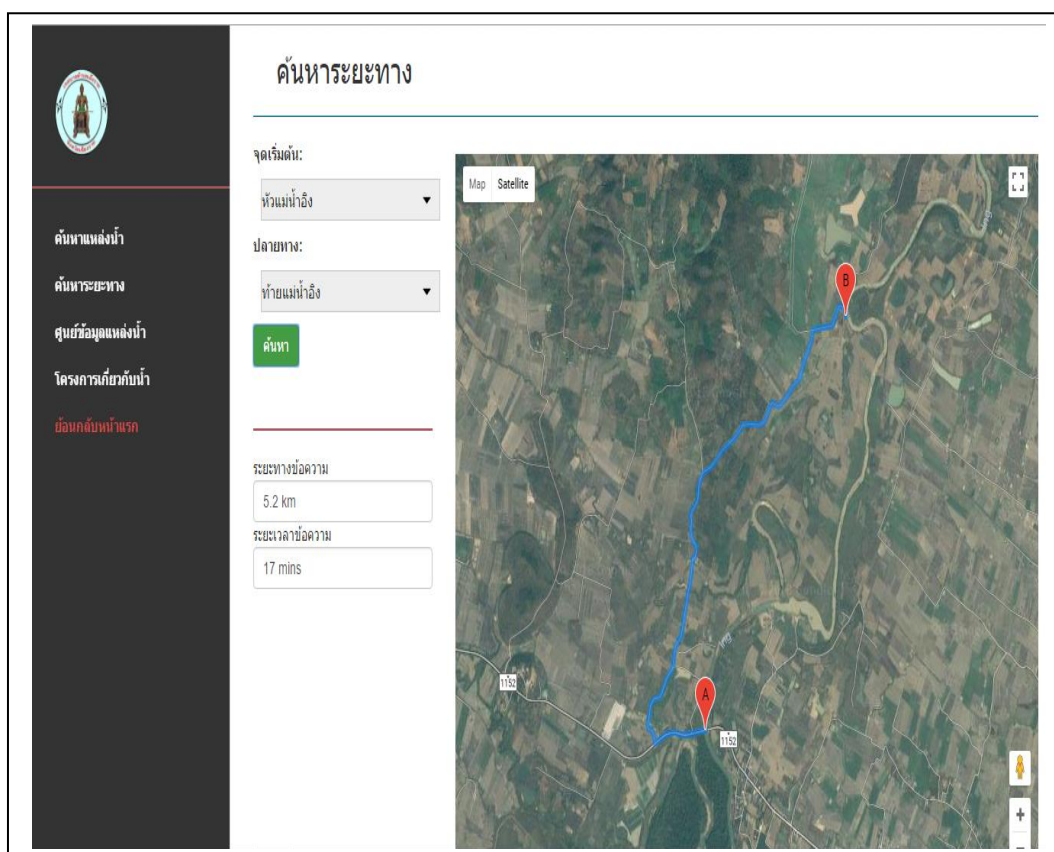 ค้นหาระยะทาง
ค้นหาแหล่งน้ำ
ค้นหาระยะทาง
ศูนย์ข้อมูลแหล่งน้ำ
โครงการเกี่ยวกับน้ำ
ย้อนกลับหน้าแรก
จุดเริ่มต้น:
หัวแม่น้ำอิง
ปลายทาง:
ท้ายแม่น้ำอิง
ค้นหา
ระยะทางข้อความ
5.2 km
ระยะเวลาข้อความ
17 mins
Map Satellite
Ing
B
Ing
A
1152
1152